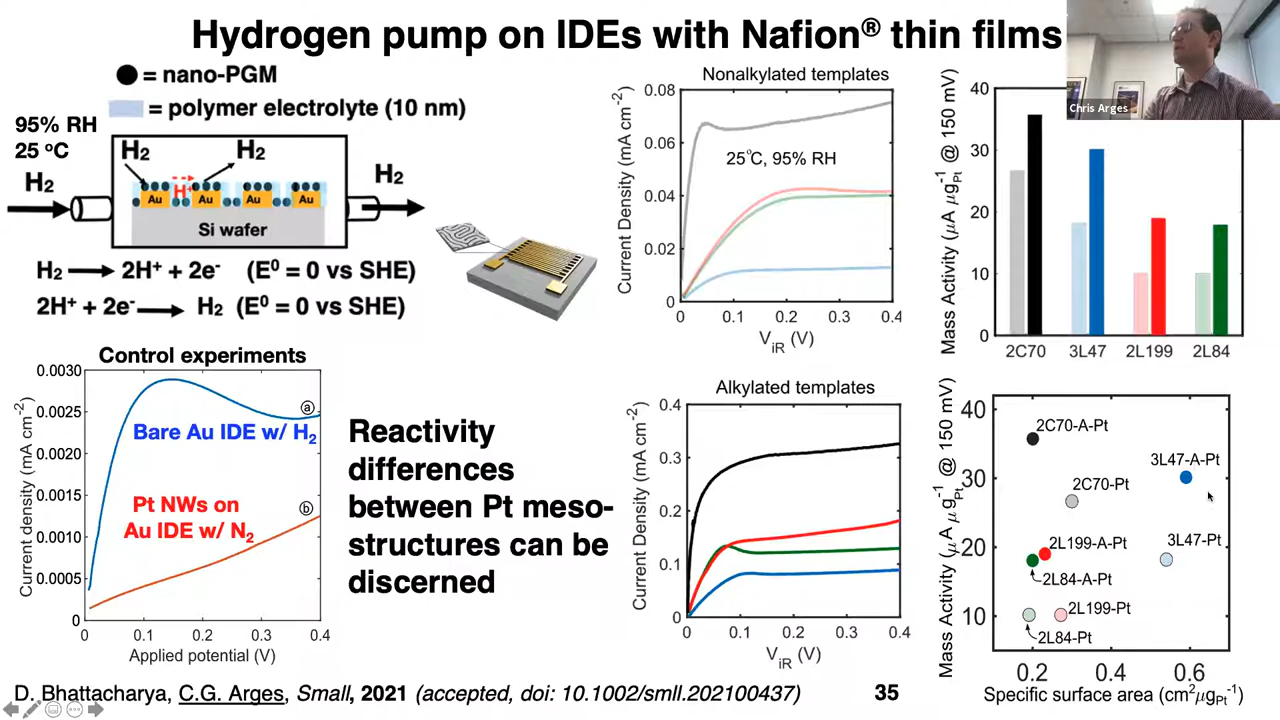 Hydrogen pump on IDEs with Nafion® thin films
Chris Arges
= nano-PGM
= polymer electrolyte (10 nm)
95% RH
25 ºC
H₂
H₂
H₂
H₂
H⁺
Au
Au
Au
Au
Si wafer
H₂ → 2H⁺ + 2e⁻ (E⁰ = 0 vs SHE)
2H⁺ + 2e⁻ → H₂ (E⁰ = 0 vs SHE)
Control experiments
Current density (mA cm⁻²)
0.0030
0.0025
0.0020
0.0015
0.0010
0.0005
0
ⓐ
Bare Au IDE w/ H₂
Pt NWs on
Au IDE w/ N₂
ⓑ
0 0.1 0.2 0.3 0.4
Applied potential (V)
Reactivity
differences
between Pt meso-
structures can be
discerned
Nonalkylated templates
Current Density (mA cm⁻²)
0.08
0.06
0.04
0.02
0
25°C, 95% RH
0 0.1 0.2 0.3 0.4
V_iR (V)
Alkylated templates
Current Density (mA cm⁻²)
0.4
0.3
0.2
0.1
0
0 0.1 0.2 0.3 0.4
V_iR (V)
Mass Activity (μA μg_Pt⁻¹ @ 150 mV)
40
30
20
10
0
2C70 3L47 2L199 2L84
Mass Activity (μA μg_Pt⁻¹ @ 150 mV)
40
30
20
10
2C70-A-Pt
3L47-A-Pt
2C70-Pt
2L199-A-Pt
3L47-Pt
2L84-A-Pt
2L199-Pt
2L84-Pt
0.2 0.4 0.6
Specific surface area (cm²μg_Pt⁻¹)
D. Bhattacharya, C.G. Arges, Small, 2021 (accepted, doi: 10.1002/smll.202100437)
35